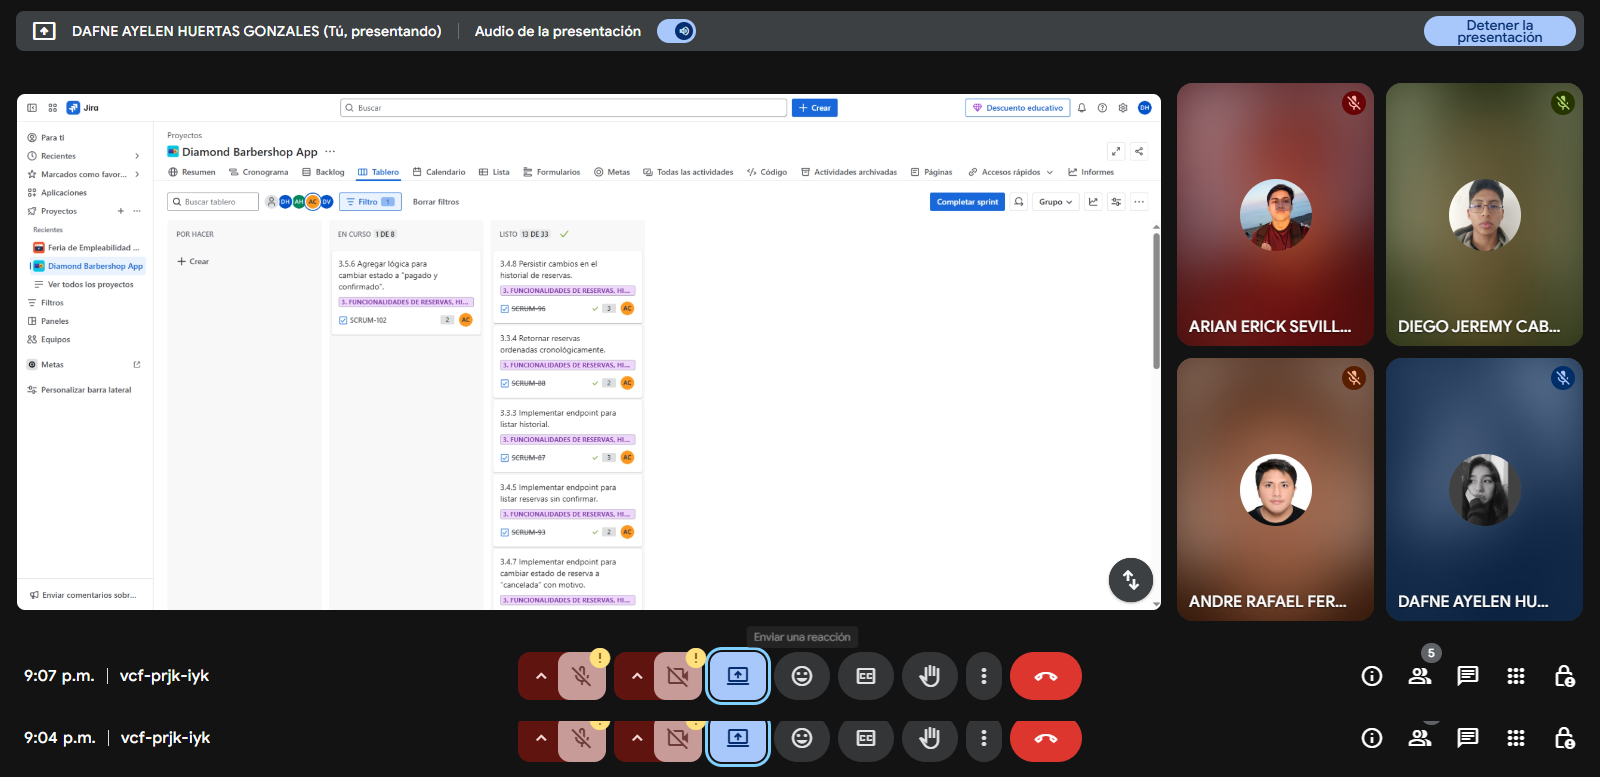 DAFNE AYELEN HUERTAS GONZALES (Tú, presentando)
Audio de la presentación
Detener la
presentación
Jira
Buscar
Crear
Descuento educativo
DH
Para ti
Recientes
Marcados como favor...
Aplicaciones
Proyectos
Recientes
Feria de Empleabilidad ...
Diamond Barbershop App
Ver todos los proyectos
Filtros
Paneles
Equipos
Metas
Personalizar barra lateral
Enviar comentarios sobr...
Proyectos
Diamond Barbershop App
Resumen
Cronograma
Backlog
Tablero
Calendario
Lista
Formularios
Metas
Todas las actividades
Código
Actividades archivadas
Páginas
Accesos rápidos
Informes
Buscar tablero
DH AH AC DV
Filtro 1
Borrar filtros
Completar sprint
Grupo
POR HACER
Crear
EN CURSO 1 DE 8
3.5.6 Agregar lógica para
cambiar estado a "pagado y
confirmado".
3. FUNCIONALIDADES DE RESERVAS, HI...
SCRUM-102 2 AC
LISTO 13 DE 33
3.4.8 Persistir cambios en el
historial de reservas.
3. FUNCIONALIDADES DE RESERVAS, HI...
SCRUM-96 3 AC
3.3.4 Retornar reservas
ordenadas cronológicamente.
3. FUNCIONALIDADES DE RESERVAS, HI...
SCRUM-88 2 AC
3.3.3 Implementar endpoint para
listar historial.
3. FUNCIONALIDADES DE RESERVAS, HI...
SCRUM-87 3 AC
3.4.5 Implementar endpoint para
listar reservas sin confirmar.
3. FUNCIONALIDADES DE RESERVAS, HI...
SCRUM-93 2 AC
3.4.7 Implementar endpoint para
cambiar estado de reserva a
"cancelada" con motivo.
3. FUNCIONALIDADES DE RESERVAS, HI...
ARIAN ERICK SEVILL...
DIEGO JEREMY CAB...
ANDRE RAFAEL FER...
DAFNE AYELEN HU...
Enviar una reacción
9:07 p.m. | vcf-prjk-iyk
5
9:04 p.m. | vcf-prjk-iyk